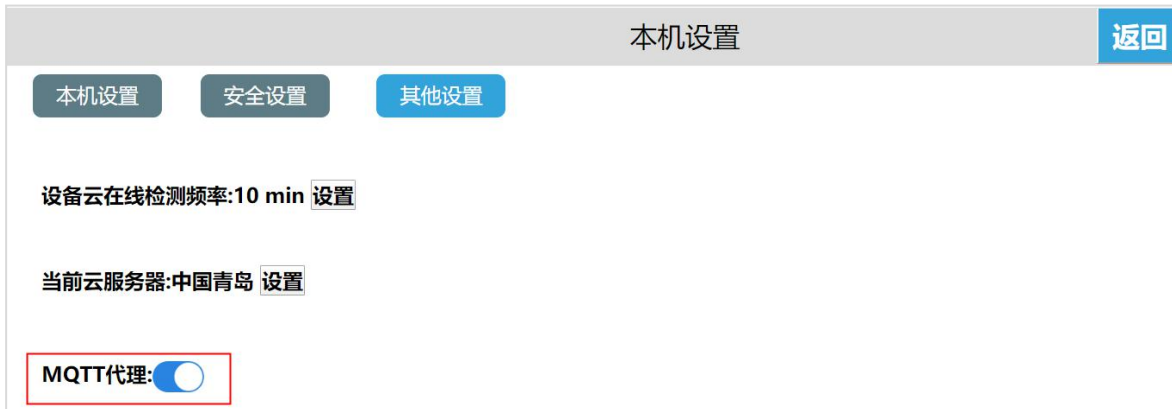 本机设置
返回
本机设置 安全设置 其他设置
设备云在线检测频率:10 min 设置
当前云服务器:中国青岛 设置
MQTT代理: